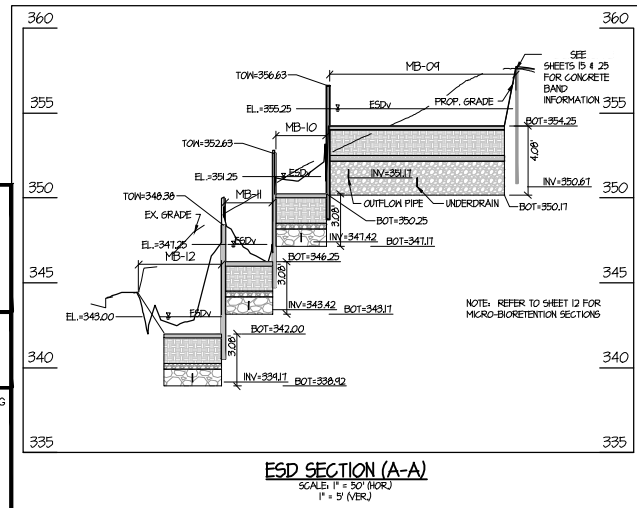 360
360
SEE
SHEETS 15 & 25
FOR CONCRETE
BAND
INFORMATION
MB-09
TOW=356.63
PROP. GRADE
355
EL.=355.25
ESDv
355
BOT=354.25
MB-10
4.08'
TOW=352.63
EL.=351.25
ESDv
INV=351.17
INV=350.67
350
350
MB-11
TOW=348.38
OUTFLOW PIPE
UNDERDRAIN
BOT=350.17
EX. GRADE
3.08'
BOT=350.25
EL.=347.25
ESDv
INV=347.42
BOT=347.17
MB-12
BOT=346.25
345
345
3.08'
INV=343.42
BOT=343.17
NOTE: REFER TO SHEET 12 FOR
MICRO-BIORETENTION SECTIONS
EL.=343.00
ESDv
BOT=342.00
3.08'
340
340
INV=339.17
BOT=338.92
G
335
335
ESD SECTION (A-A)
SCALE: 1" = 50' (HOR.)
1" = 5' (VER.)